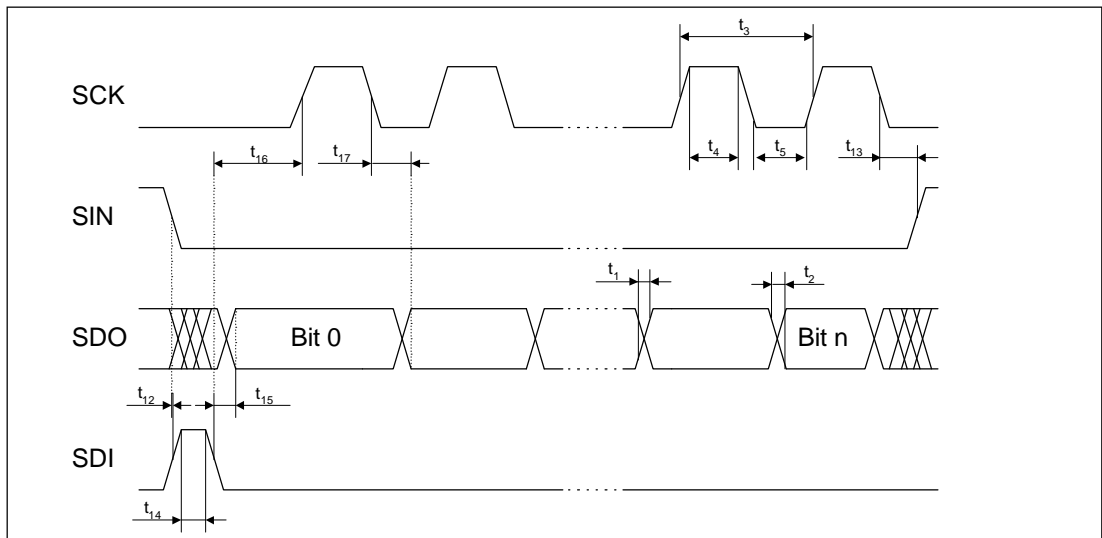 t₃
SCK
t₁₆ t₁₇ t₄ t₅ t₁₃
SIN
t₁ t₂
SDO Bit 0 Bit n
t₁₂ t₁₅
SDI
t₁₄